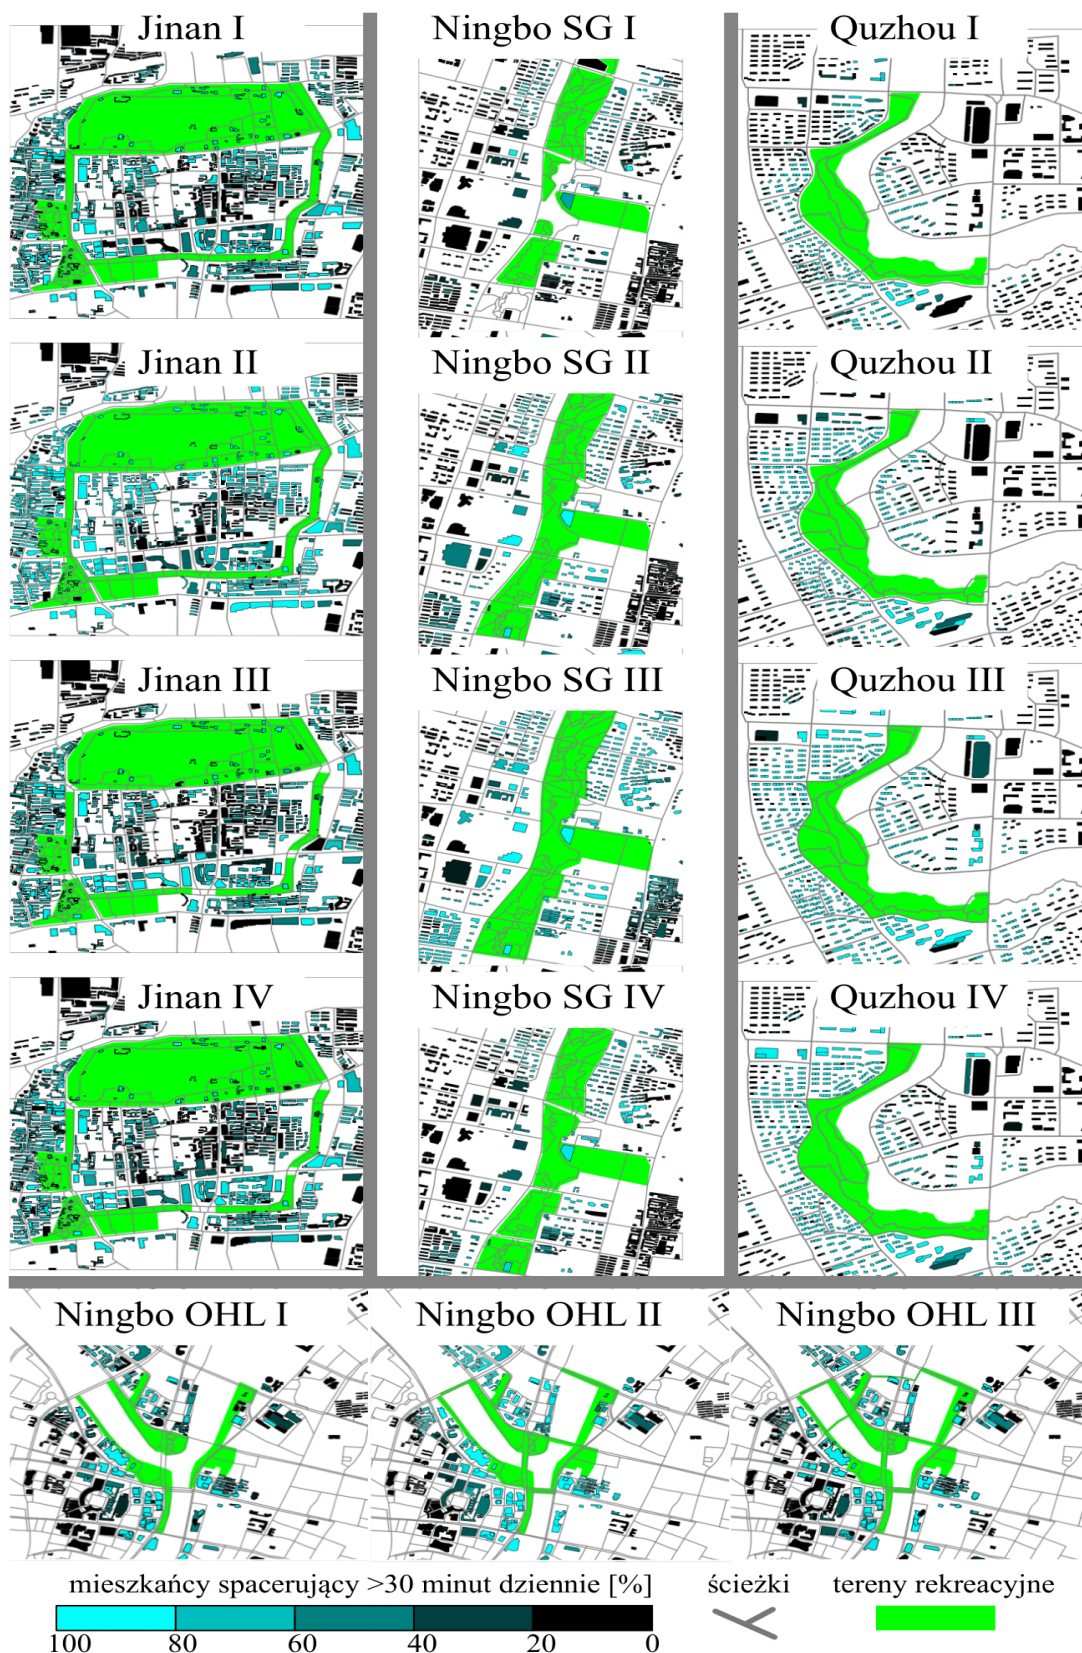 Jinan I
Ningbo SG I
Quzhou I
Jinan II
Ningbo SG II
Quzhou II
Jinan III
Ningbo SG III
Quzhou III
Jinan IV
Ningbo SG IV
Quzhou IV
Ningbo OHL I
Ningbo OHL II
Ningbo OHL III
mieszkańcy spacerujący >30 minut dziennie [%]
ścieżki
tereny rekreacyjne
100 80 60 40 20 0